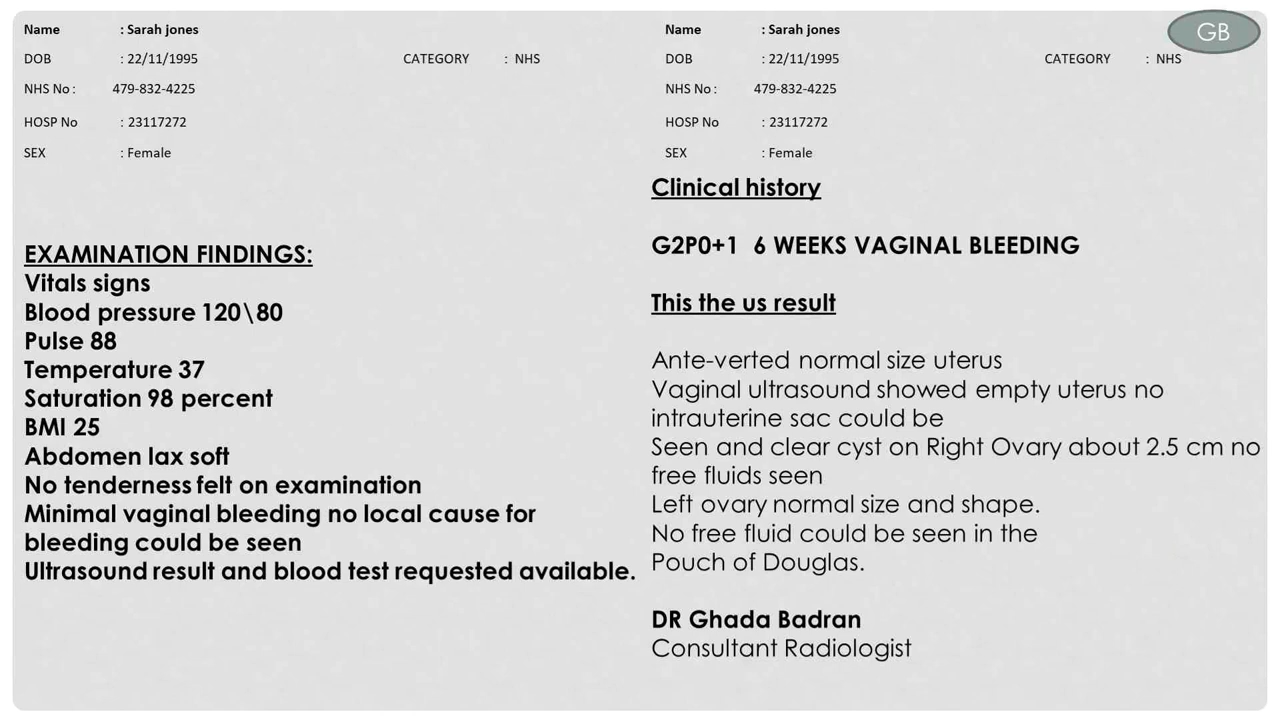 Name : Sarah jones
DOB : 22/11/1995 CATEGORY : NHS
NHS No : 479-832-4225
HOSP No : 23117272
SEX : Female
EXAMINATION FINDINGS:
Vitals signs
Blood pressure 120\80
Pulse 88
Temperature 37
Saturation 98 percent
BMI 25
Abdomen lax soft
No tenderness felt on examination
Minimal vaginal bleeding no local cause for
bleeding could be seen
Ultrasound result and blood test requested available.
GB
Name : Sarah jones
DOB : 22/11/1995 CATEGORY : NHS
NHS No : 479-832-4225
HOSP No : 23117272
SEX : Female
Clinical history
G2P0+1 6 WEEKS VAGINAL BLEEDING
This the us result
Ante-verted normal size uterus
Vaginal ultrasound showed empty uterus no
intrauterine sac could be
Seen and clear cyst on Right Ovary about 2.5 cm no
free fluids seen
Left ovary normal size and shape.
No free fluid could be seen in the
Pouch of Douglas.
DR Ghada Badran
Consultant Radiologist